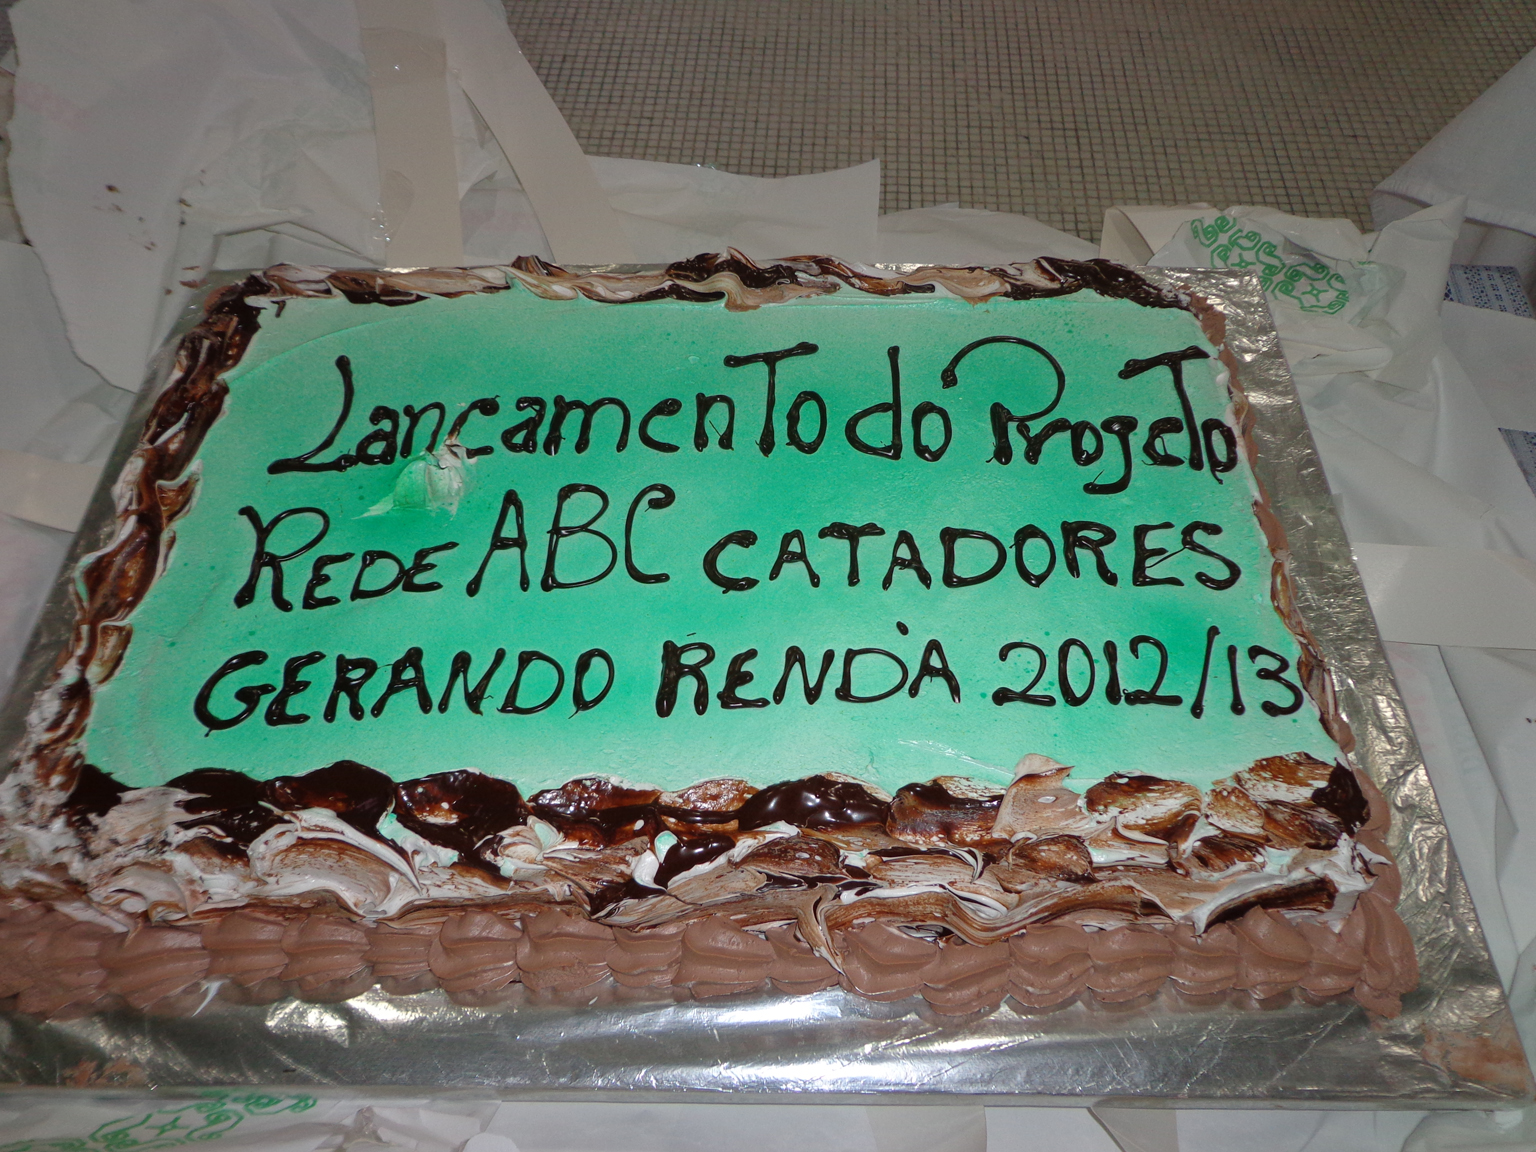 Lancamento do Projeto
REDE ABC CATADORES
GERANDO RENDA 2012/13